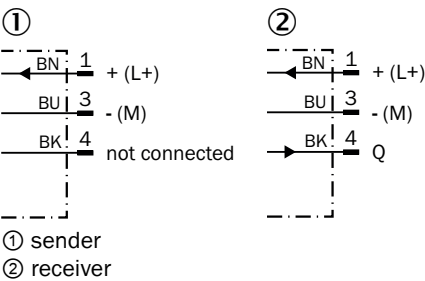 ① ②
BN 1 + (L+) BN 1 + (L+)
BU 3 - (M) BU 3 - (M)
BK 4 not connected BK 4 Q
① sender
② receiver